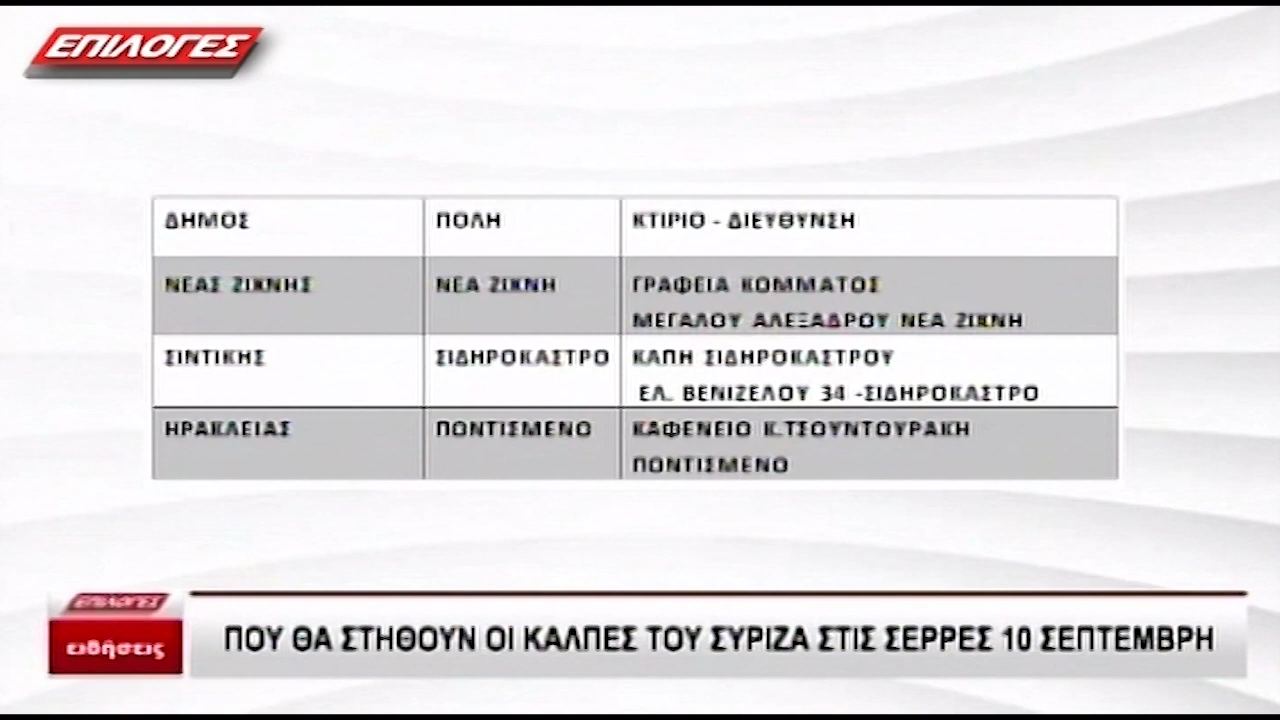 ΕΠΙΛΟΓΕΣ
ΔΗΜΟΣ ΠΟΛΗ ΚΤΙΡΙΟ - ΔΙΕΥΘΥΝΣΗ
ΝΕΑΣ ΖΙΧΝΗΣ ΝΕΑ ΖΙΧΝΗ ΓΡΑΦΕΙΑ ΚΟΜΜΑΤΟΣ
ΜΕΓΑΛΟΥ ΑΛΕΞΑΔΡΟΥ ΝΕΑ ΖΙΧΝΗ
ΣΙΝΤΙΚΗΣ ΣΙΔΗΡΟΚΑΣΤΡΟ ΚΑΠΗ ΣΙΔΗΡΟΚΑΣΤΡΟΥ
ΕΛ. ΒΕΝΙΖΕΛΟΥ 34 -ΣΙΔΗΡΟΚΑΣΤΡΟ
ΗΡΑΚΛΕΙΑΣ ΠΟΝΤΙΣΜΕΝΟ ΚΑΦΕΝΕΙΟ Κ.ΤΣΟΥΝΤΟΥΡΑΚΗ
ΠΟΝΤΙΣΜΕΝΟ
ΕΠΙΛΟΓΕΣ
ειδήσεις
ΠΟΥ ΘΑ ΣΤΗΘΟΥΝ ΟΙ ΚΑΛΠΕΣ ΤΟΥ ΣΥΡΙΖΑ ΣΤΙΣ ΣΕΡΡΕΣ 10 ΣΕΠΤΕΜΒΡΗ